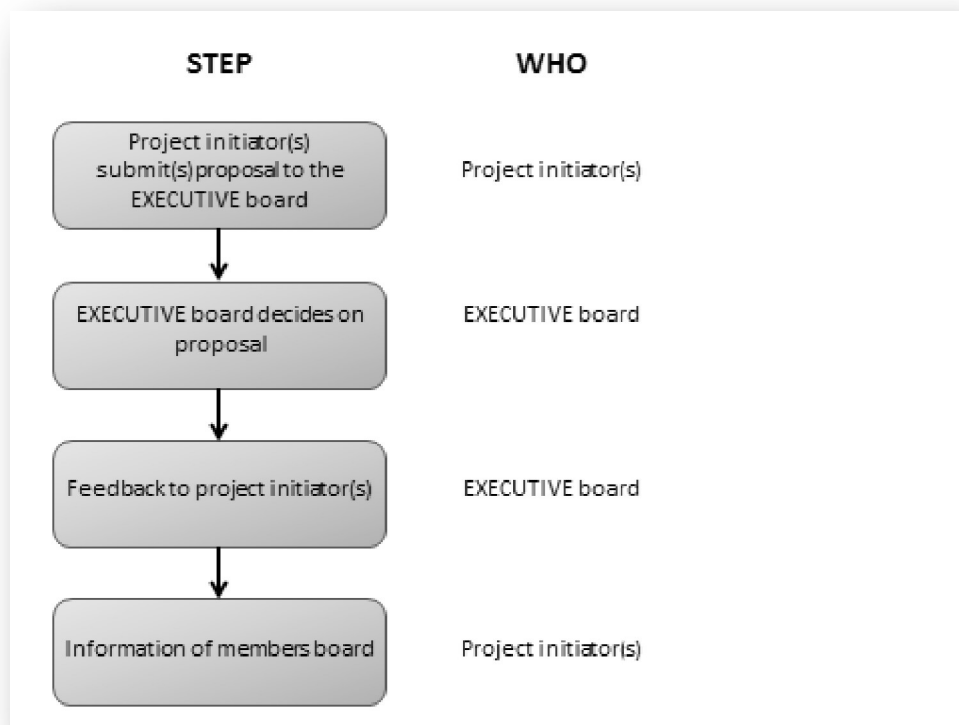 STEP WHO
Project initiator(s)
submit(s) proposal to the
EXECUTIVE board
Project initiator(s)
EXECUTIVE board decides on
proposal
EXECUTIVE board
Feedback to project initiator(s)
EXECUTIVE board
Information of members board
Project initiator(s)